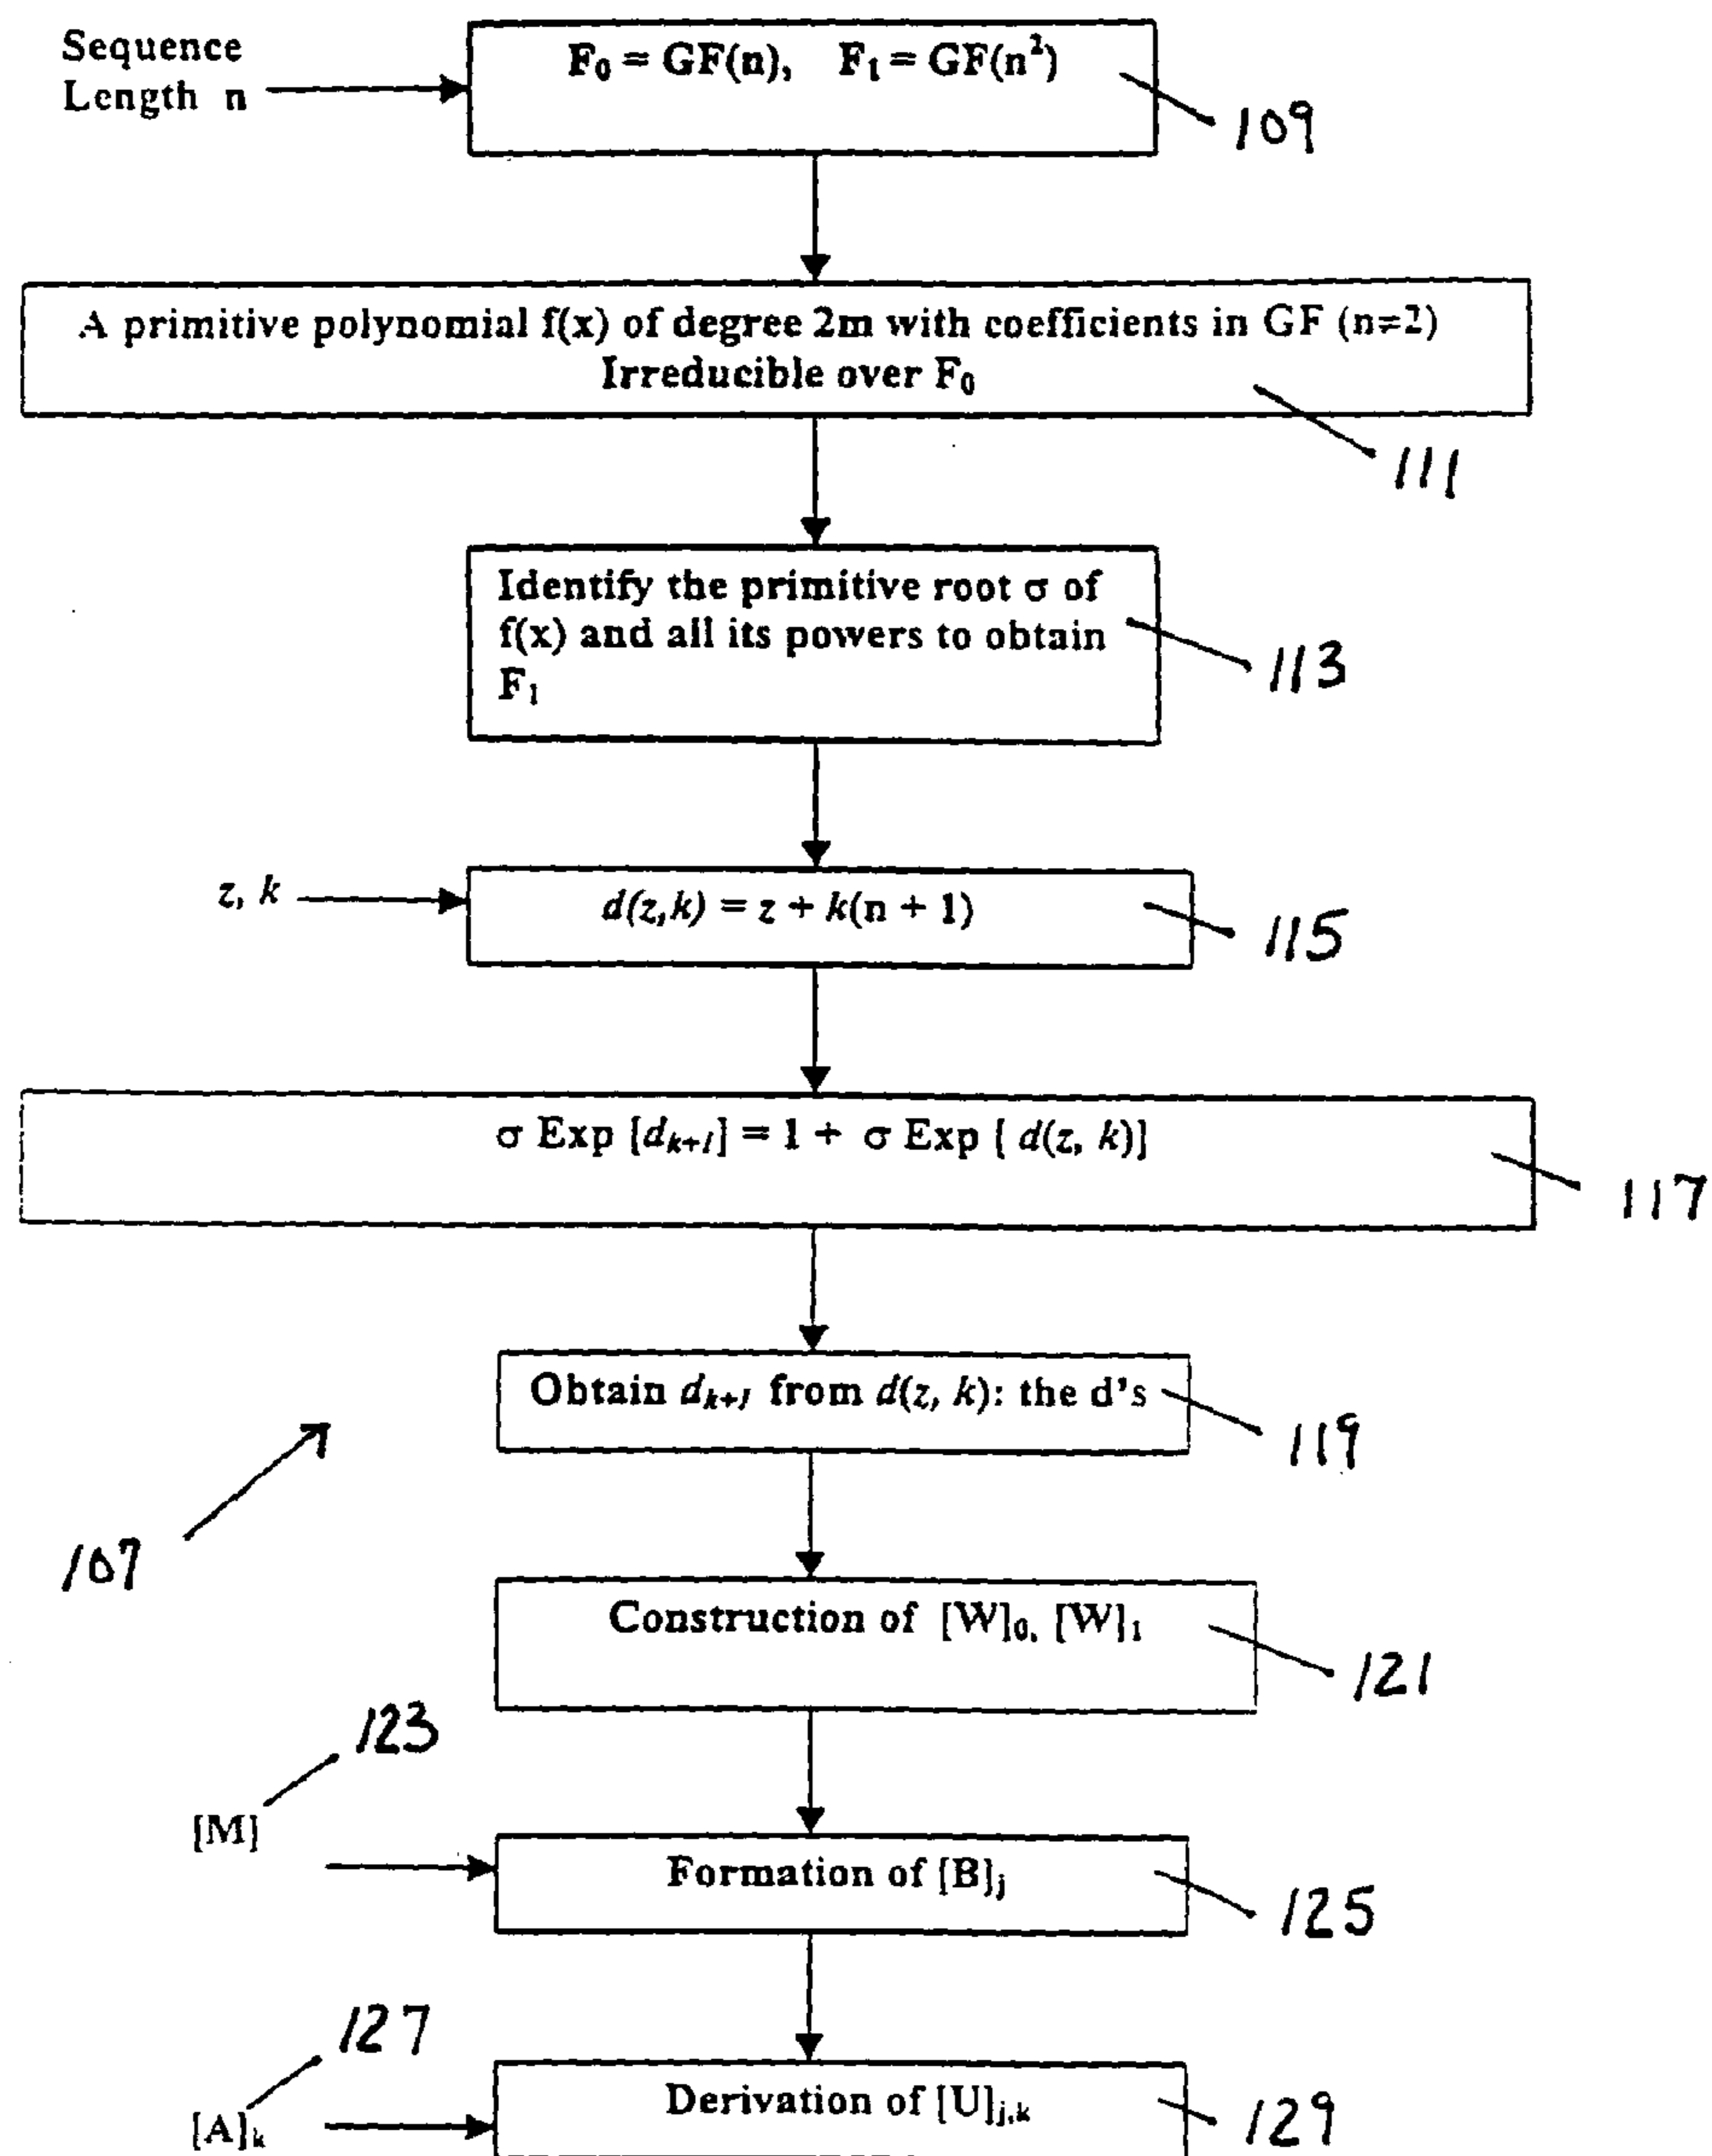 Sequence
Length n
F₀ = GF(n), F₁ = GF(n²)
109
A primitive polynomial f(x) of degree 2m with coefficients in GF (n=2)
Irreducible over F₀
111
Identify the primitive root σ of
f(x) and all its powers to obtain
F₁
113
z, k
d(z,k) = z + k(n + 1)
115
σ Exp [dₖ₊₁] = 1 + σ Exp [ d(z, k)]
117
Obtain dₖ₊₁ from d(z, k): the d's
119
107
Construction of [W]₀, [W]₁
121
123
[M]
Formation of [B]ⱼ
125
127
[A]ₖ
Derivation of [U]ⱼ,ₖ
129